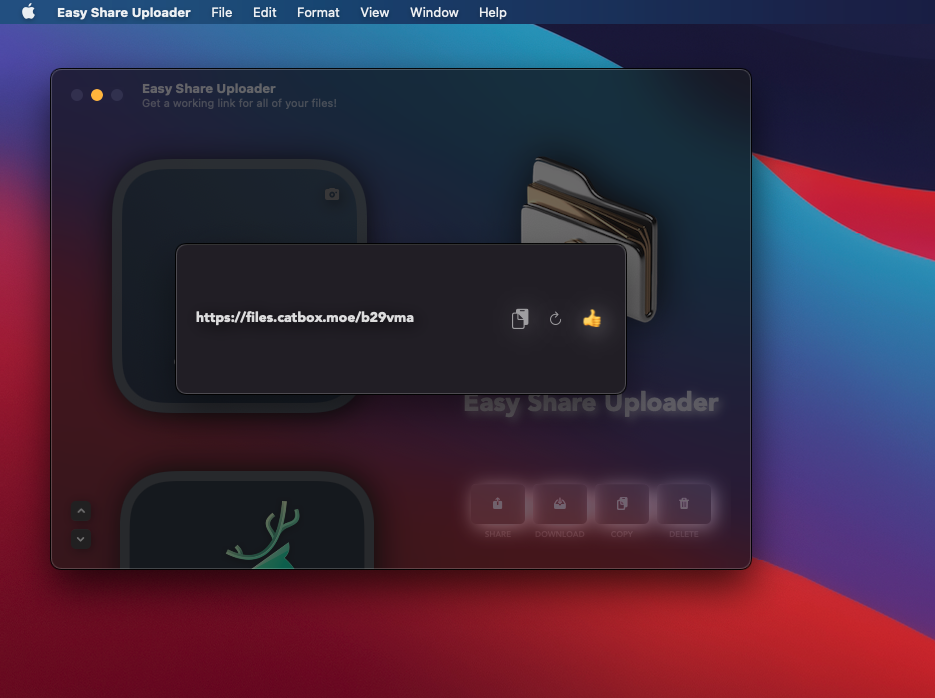 Easy Share Uploader File Edit Format View Window Help
Easy Share Uploader
Get a working link for all of your files!
https://files.catbox.moe/b29vma
Easy Share Uploader
SHARE DOWNLOAD COPY DELETE